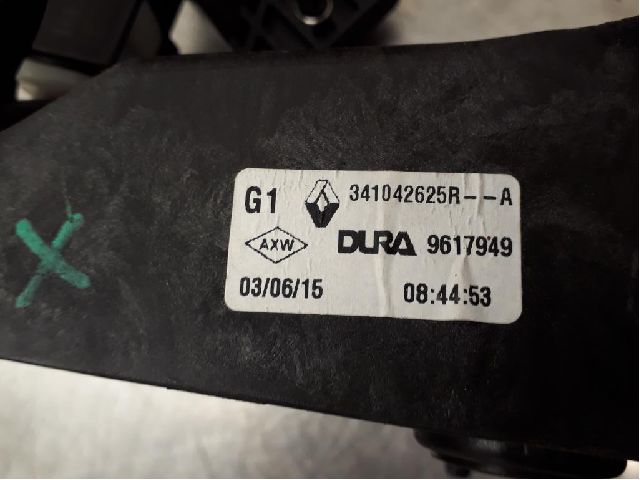 G1 341042625R--A
AXW DURA 9617949
03/06/15 08:44:53
X